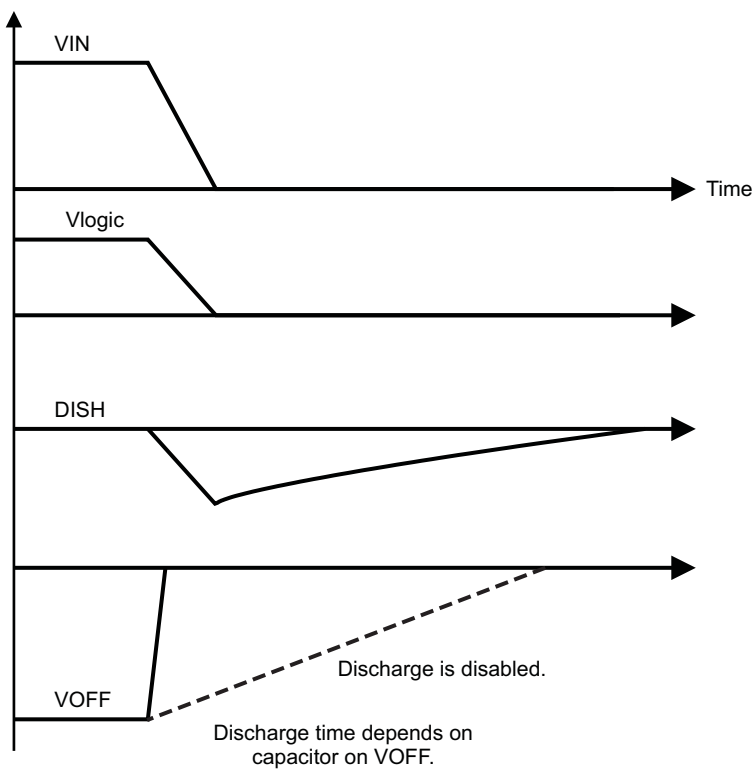 VIN
Time
Vlogic
DISH
Discharge is disabled.
VOFF
Discharge time depends on
capacitor on VOFF.